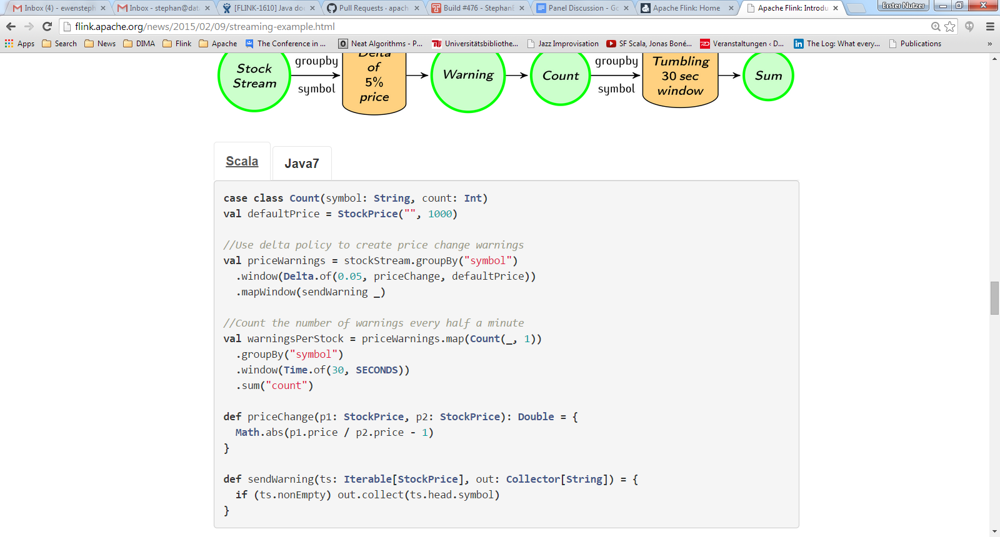 Inbox (4) - ewensteph
Inbox - stephan@data
[FLINK-1610] Java doc
Pull Requests · apach
Build #476 - StephanE
Panel Discussion - Go
Apache Flink: Home
Apache Flink: Introdu
Erster Nutzer
flink.apache.org/news/2015/02/09/streaming-example.html
Apps
Search
News
DIMA
Flink
Apache
The Conference in ...
Neat Algorithms - P...
Universitätsbibliothe...
Jazz Improvisation
SF Scala, Jonas Boné...
Veranstaltungen ‹ D...
The Log: What every...
Publications
»
Stock
Stream
groupby
symbol
Delta
of
5%
price
Warning
Count
groupby
symbol
Tumbling
30 sec
window
Sum
Scala
Java7
case class Count(symbol: String, count: Int)
val defaultPrice = StockPrice("", 1000)
//Use delta policy to create price change warnings
val priceWarnings = stockStream.groupBy("symbol")
  .window(Delta.of(0.05, priceChange, defaultPrice))
  .mapWindow(sendWarning _)
//Count the number of warnings every half a minute
val warningsPerStock = priceWarnings.map(Count(_, 1))
  .groupBy("symbol")
  .window(Time.of(30, SECONDS))
  .sum("count")
def priceChange(p1: StockPrice, p2: StockPrice): Double = {
  Math.abs(p1.price / p2.price - 1)
}
def sendWarning(ts: Iterable[StockPrice], out: Collector[String]) = {
  if (ts.nonEmpty) out.collect(ts.head.symbol)
}